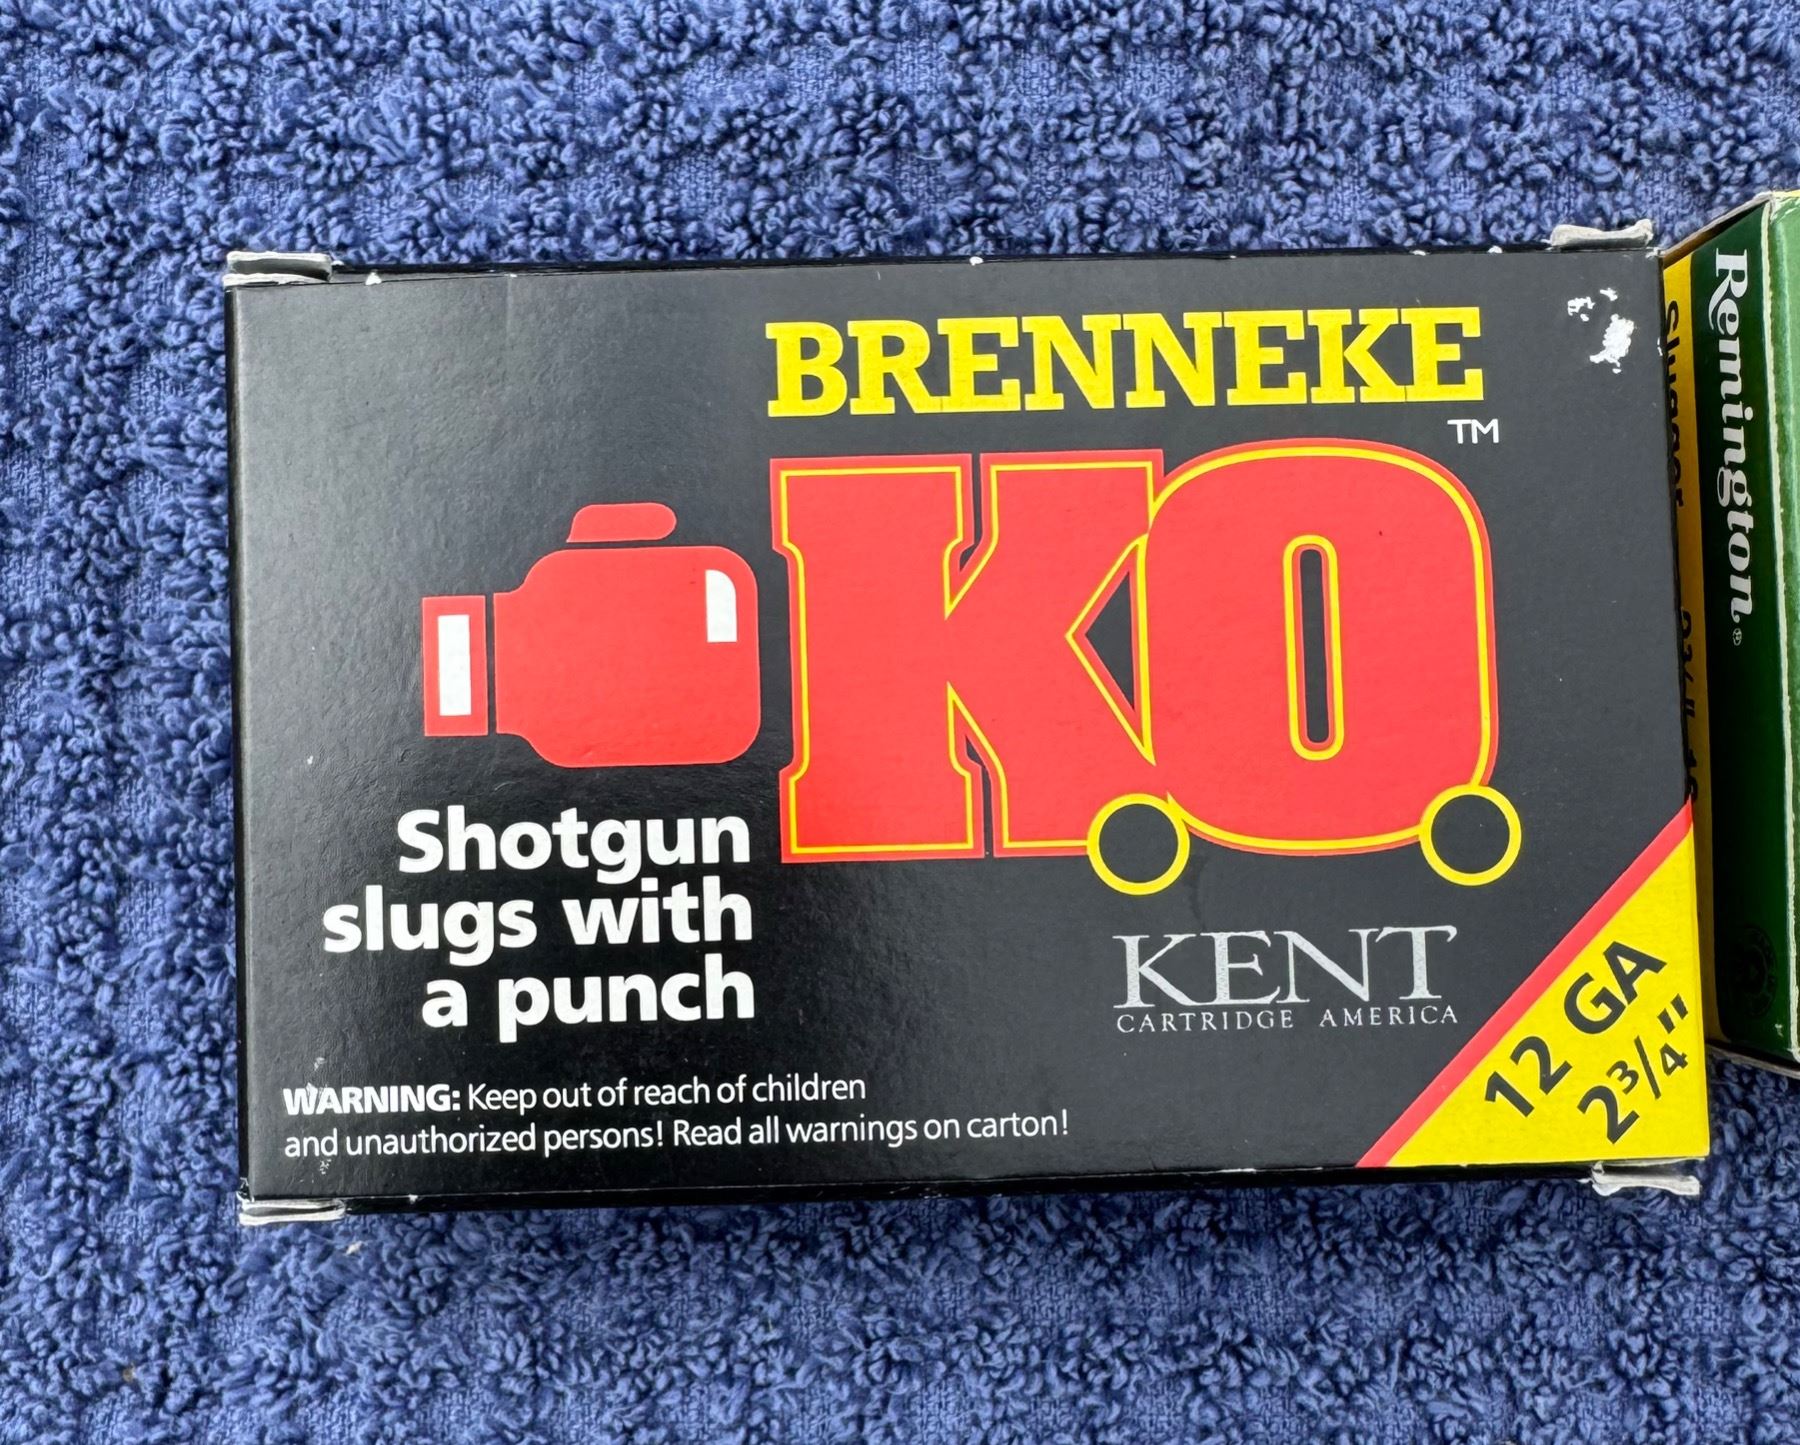 BRENNEKE
KO
TM
Shotgun
slugs with
a punch
KENT
CARTRIDGE AMERICA
12 GA
2¾"
WARNING: Keep out of reach of children
and unauthorized persons! Read all warnings on carton!
Remington®